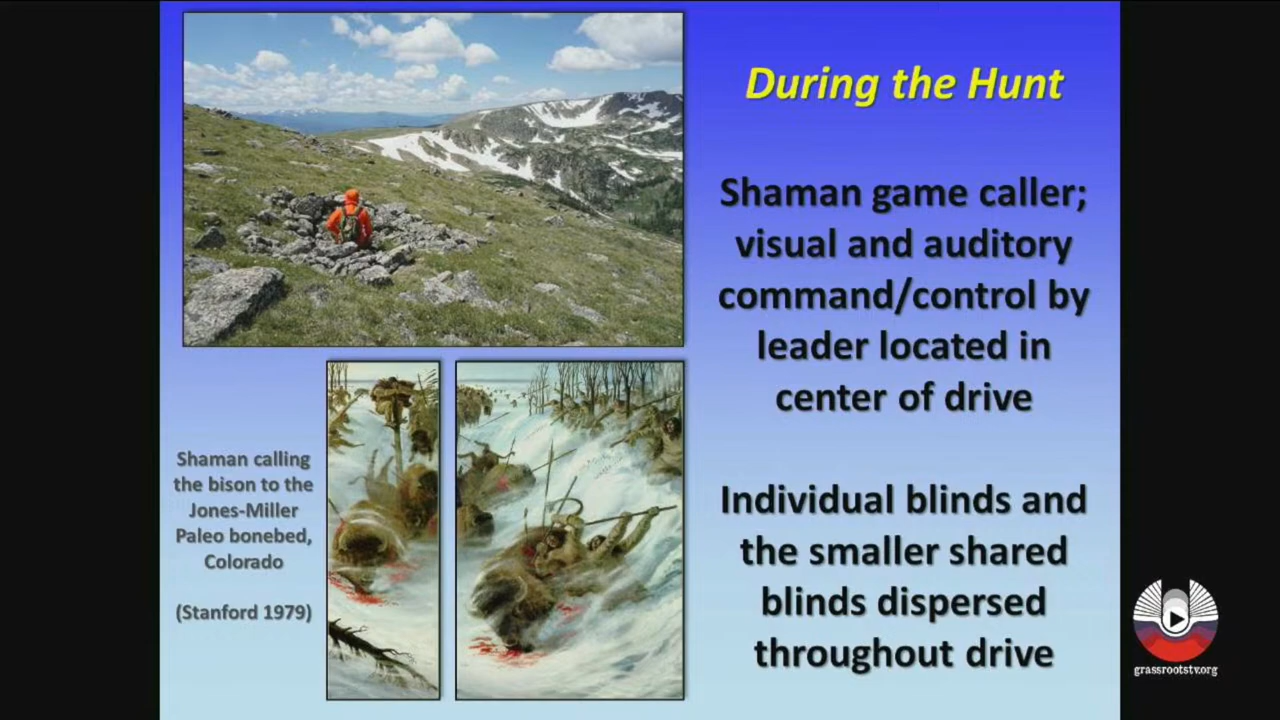 During the Hunt
Shaman game caller;
visual and auditory
command/control by
leader located in
center of drive
Individual blinds and
the smaller shared
blinds dispersed
throughout drive
Shaman calling
the bison to the
Jones-Miller
Paleo bonebed,
Colorado
(Stanford 1979)
grassrootstv.org